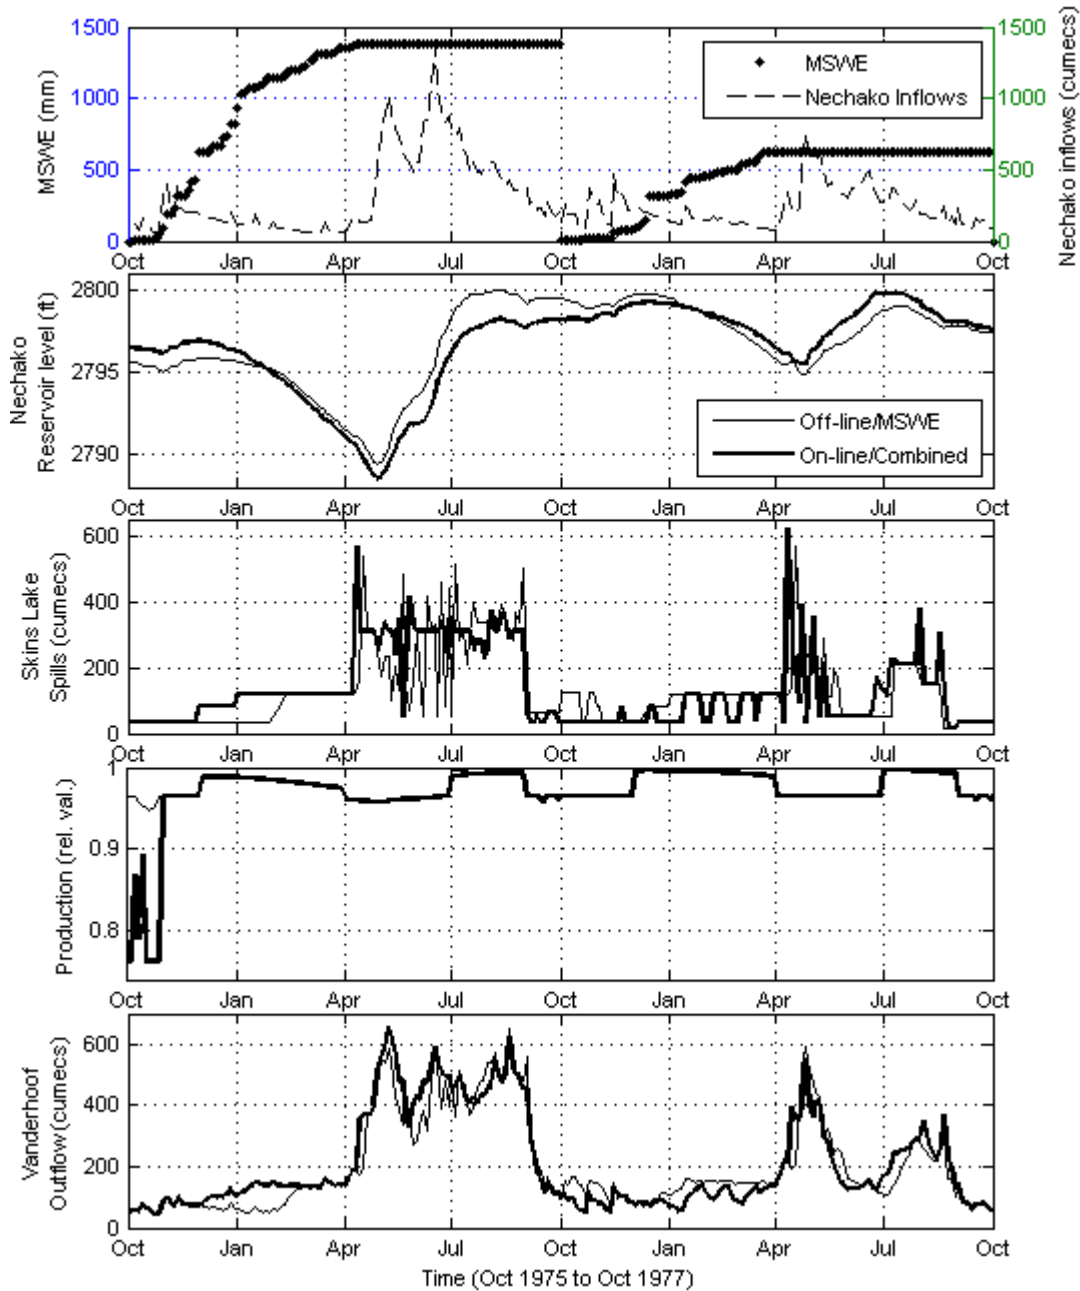 1500
1000
500
0
MSWE (mm)
1500
1000
500
0
Nechako inflows (cumecs)
MSWE
Nechako Inflows
Oct Jan Apr Jul Oct Jan Apr Jul Oct
2800
2795
2790
Nechako
Reservoir level (ft)
Off-line/MSWE
On-line/Combined
Oct Jan Apr Jul Oct Jan Apr Jul Oct
600
400
200
0
Skins Lake
Spills (cumecs)
Oct Jan Apr Jul Oct Jan Apr Jul Oct
1
0.9
0.8
Production (rel. val.)
Oct Jan Apr Jul Oct Jan Apr Jul Oct
600
400
200
0
Vanderhoof
Outflow (cumecs)
Oct Jan Apr Jul Oct Jan Apr Jul Oct
Time (Oct 1975 to Oct 1977)